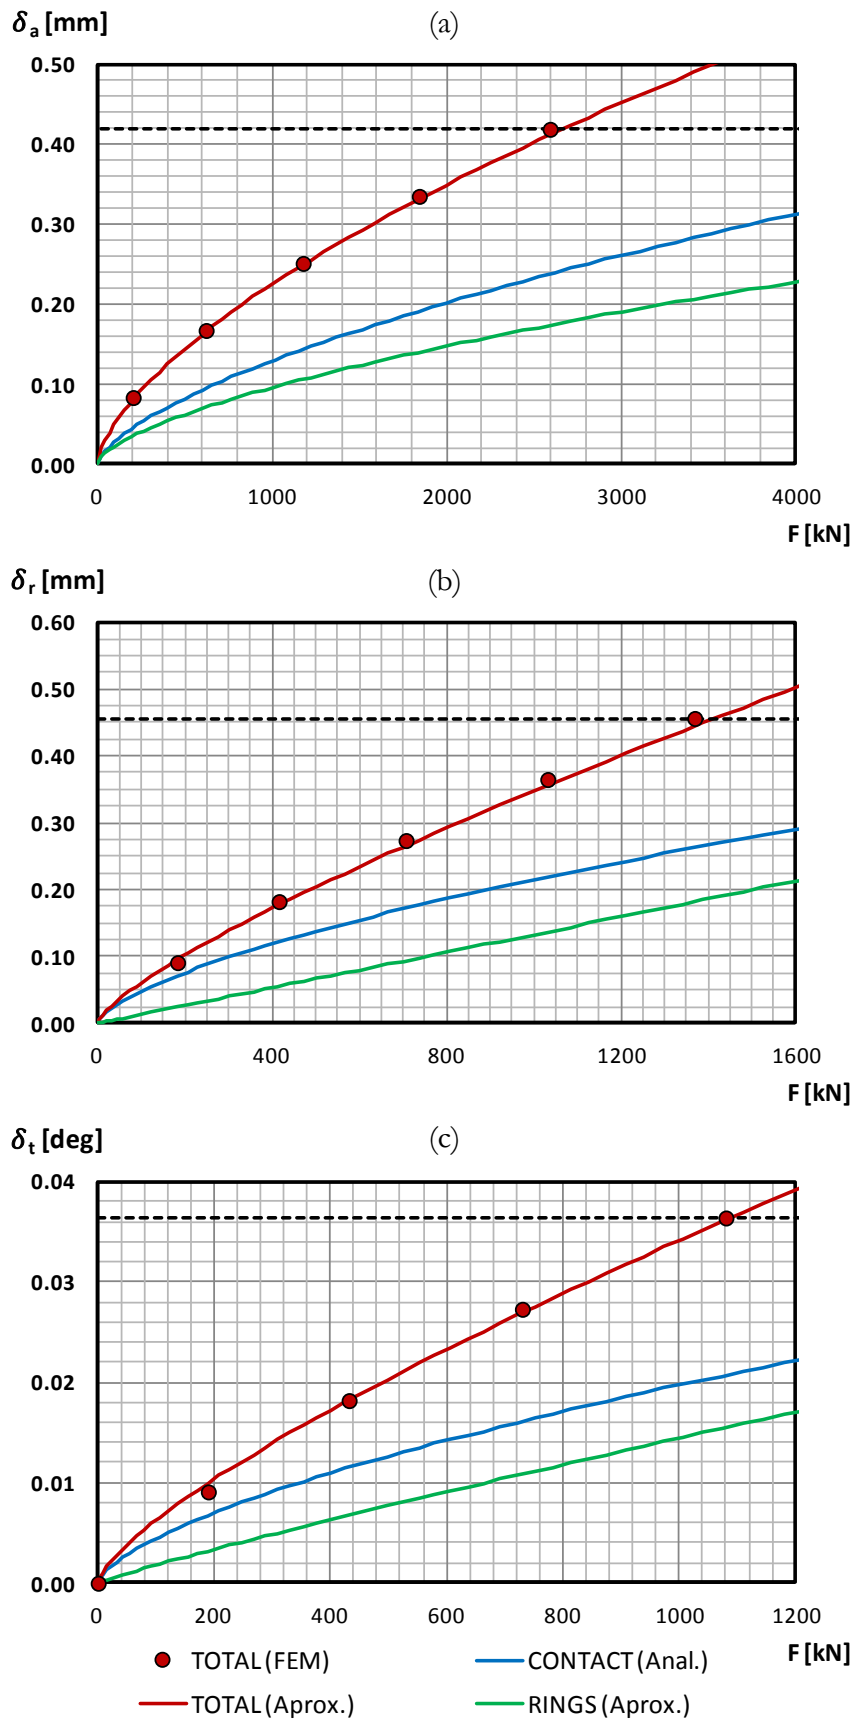 δa [mm]
(a)
0.50
0.40
0.30
0.20
0.10
0.00
0 1000 2000 3000 4000
F [kN]
δr [mm]
(b)
0.60
0.50
0.40
0.30
0.20
0.10
0.00
0 400 800 1200 1600
F [kN]
δt [deg]
(c)
0.04
0.03
0.02
0.01
0.00
0 200 400 600 800 1000 1200
F [kN]
TOTAL (FEM) CONTACT (Anal.)
TOTAL (Aprox.) RINGS (Aprox.)